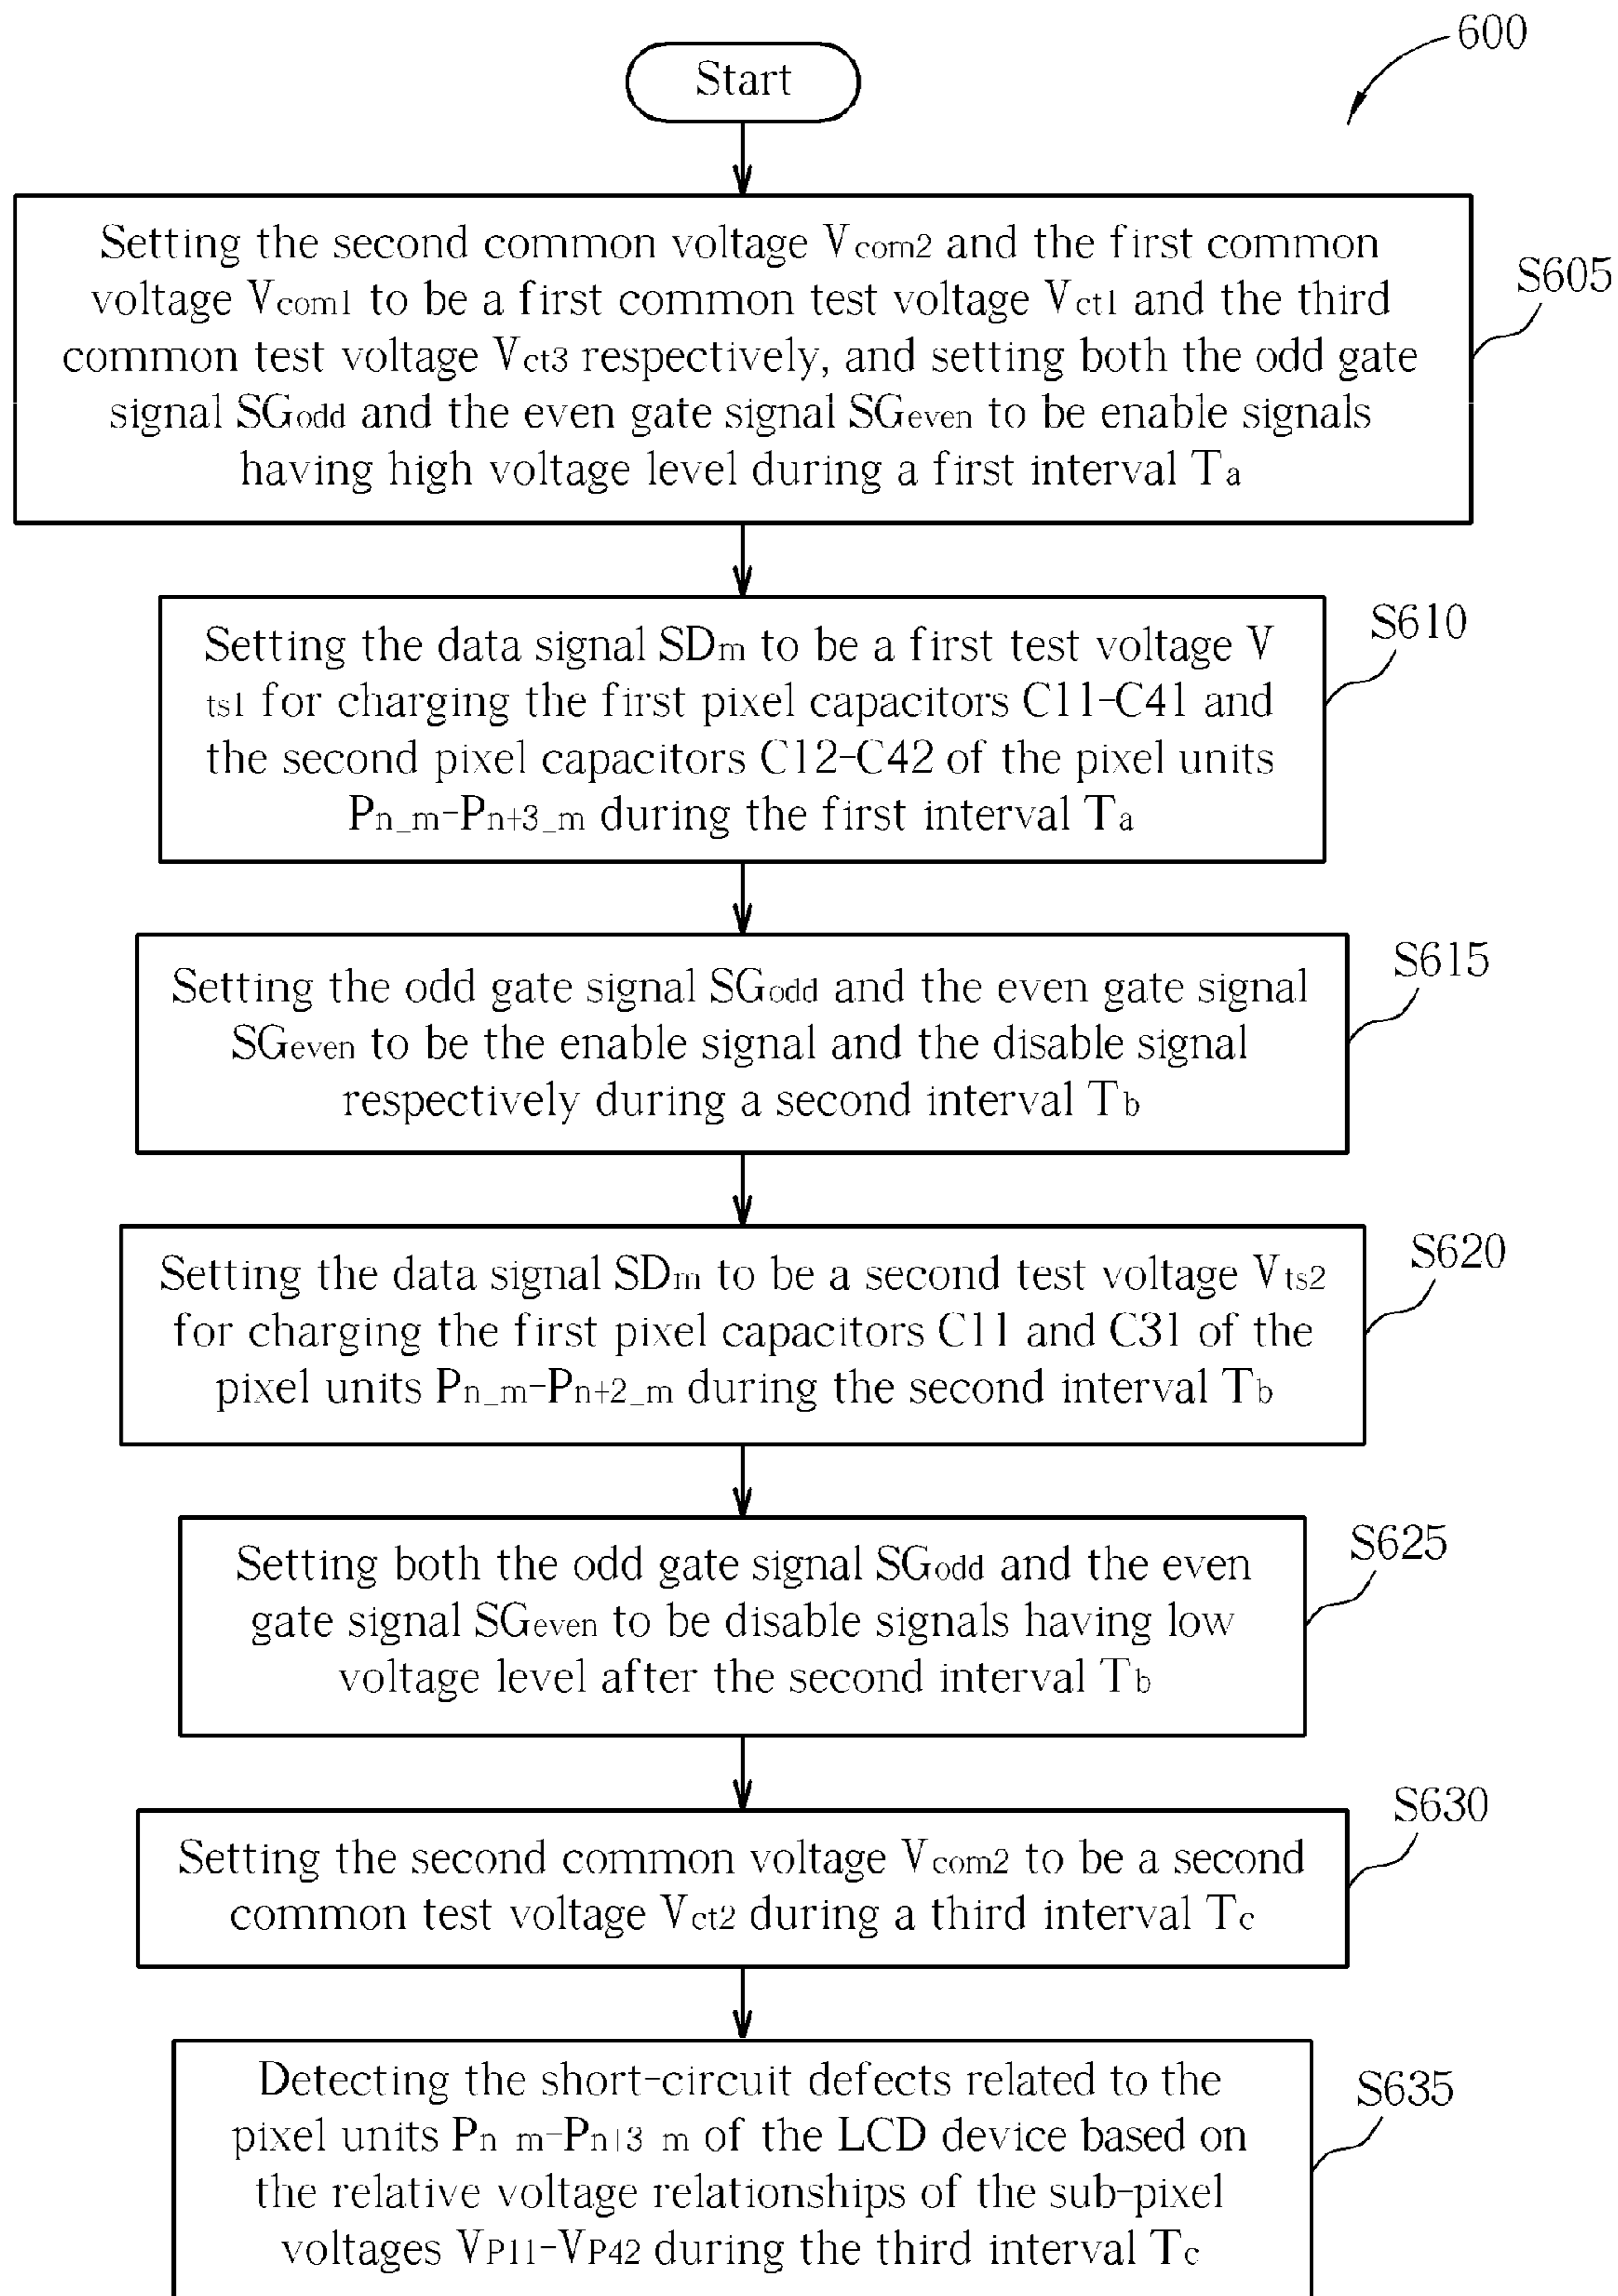 600
Start
Setting the second common voltage Vcom2 and the first common
voltage Vcom1 to be a first common test voltage Vct1 and the third
common test voltage Vct3 respectively, and setting both the odd gate
signal SGodd and the even gate signal SGeven to be enable signals
having high voltage level during a first interval Ta
S605
Setting the data signal SDm to be a first test voltage V
ts1 for charging the first pixel capacitors C11-C41 and
the second pixel capacitors C12-C42 of the pixel units
Pn_m-Pn+3_m during the first interval Ta
S610
Setting the odd gate signal SGodd and the even gate signal
SGeven to be the enable signal and the disable signal
respectively during a second interval Tb
S615
Setting the data signal SDm to be a second test voltage Vts2
for charging the first pixel capacitors C11 and C31 of the
pixel units Pn_m-Pn+2_m during the second interval Tb
S620
Setting both the odd gate signal SGodd and the even
gate signal SGeven to be disable signals having low
voltage level after the second interval Tb
S625
Setting the second common voltage Vcom2 to be a second
common test voltage Vct2 during a third interval Tc
S630
Detecting the short-circuit defects related to the
pixel units Pn m-Pn+3 m of the LCD device based on
the relative voltage relationships of the sub-pixel
voltages VP11-VP42 during the third interval Tc
S635